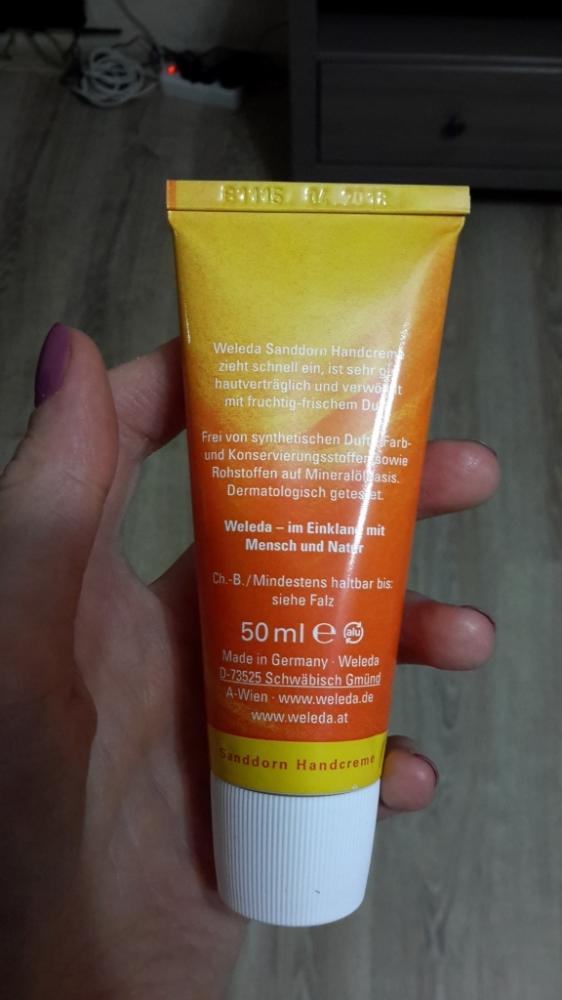 04.2018
Weleda Sanddorn Handcreme
zieht schnell ein, ist sehr
hautverträglich und verwöhnt
mit fruchtig-frischem Duft
Frei von synthetischen Duft-, Farb-
und Konservierungsstoffen sowie
Rohstoffen auf Mineralölbasis.
Dermatologisch getestet.
Weleda – im Einklang mit
Mensch und Natur
Ch.-B./Mindestens haltbar bis:
siehe Falz
50 ml e alu
Made in Germany · Weleda
D-73525 Schwäbisch Gmünd
A-Wien · www.weleda.de
www.weleda.at
Sanddorn Handcreme